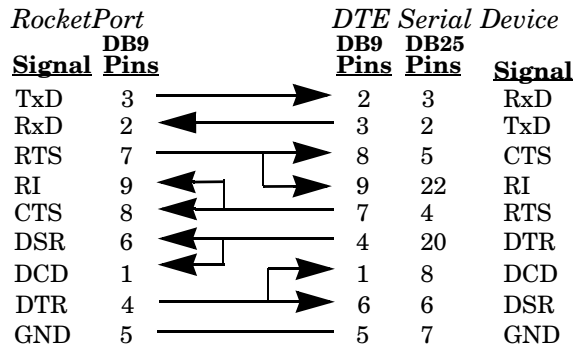 RocketPort DTE Serial Device
DB9 DB9 DB25
Signal Pins Pins Pins Signal
TxD 3 2 3 RxD
RxD 2 3 2 TxD
RTS 7 8 5 CTS
RI 9 9 22 RI
CTS 8 7 4 RTS
DSR 6 4 20 DTR
DCD 1 1 8 DCD
DTR 4 6 6 DSR
GND 5 5 7 GND